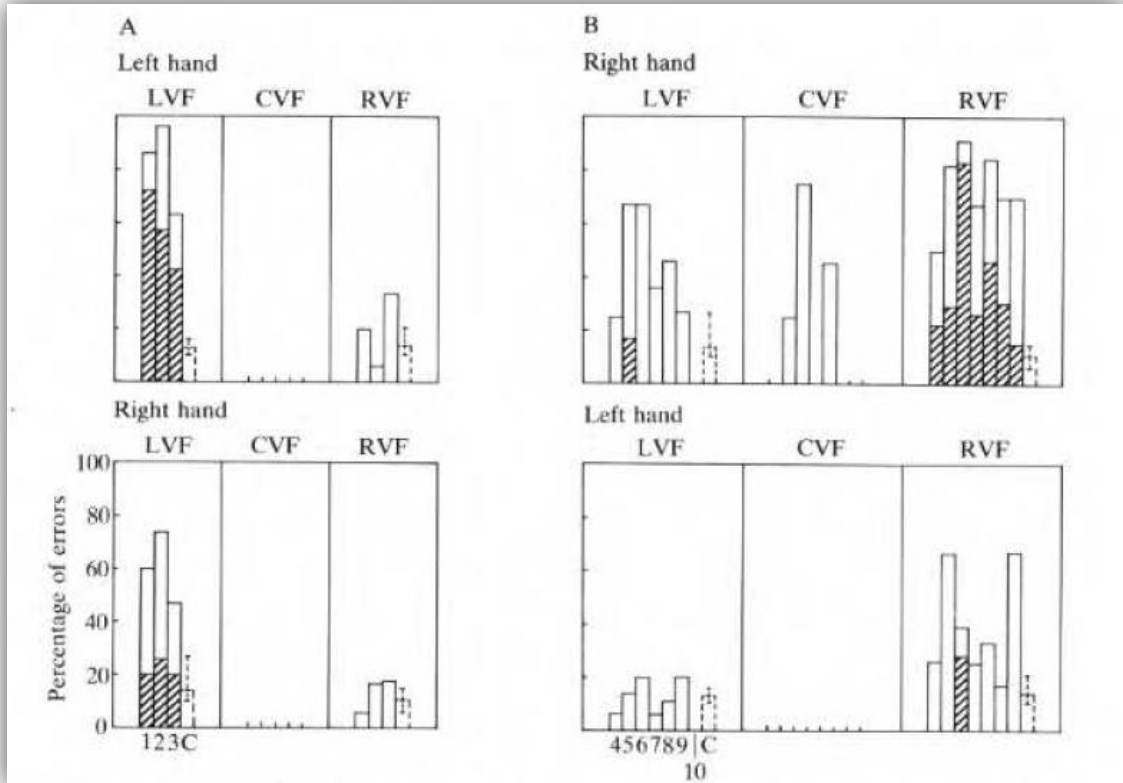 A
Left hand
LVF CVF RVF
B
Right hand
LVF CVF RVF
Right hand
LVF CVF RVF
Percentage of errors
100
80
60
40
20
0
123C
Left hand
LVF CVF RVF
456789|C
10